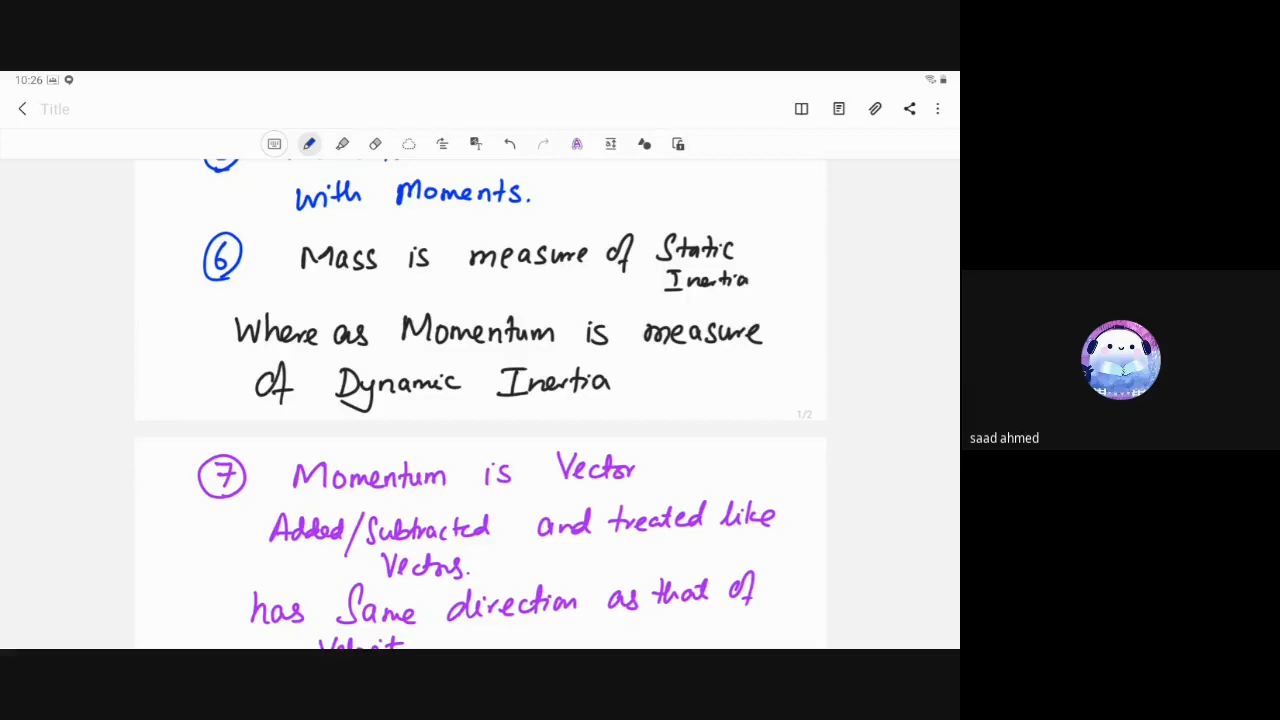 10:26
Title
with Moments.
6 Mass is measure of Static
Inertia
Where as Momentum is measure
of Dynamic Inertia
1/2
7 Momentum is Vector
Added/Subtracted and treated like
Vectors.
has Same direction as that of
saad ahmed